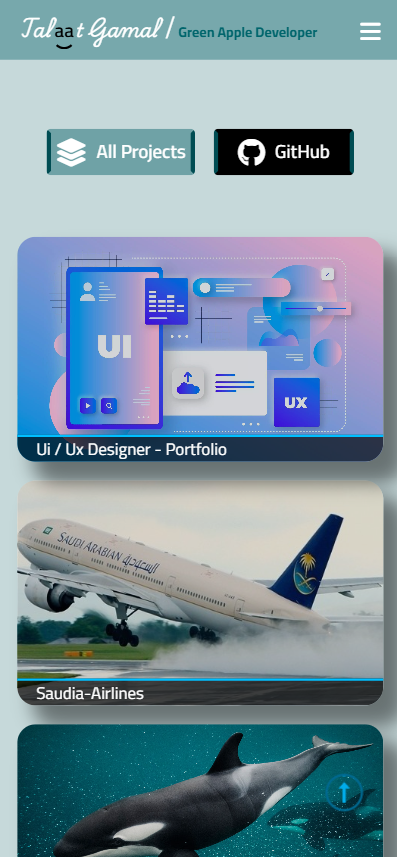 Talaat Gamal / Green Apple Developer
All Projects
GitHub
UI
UX
Ui / Ux Designer - Portfolio
SAUDI ARABIAN السعودية
Saudia-Airlines